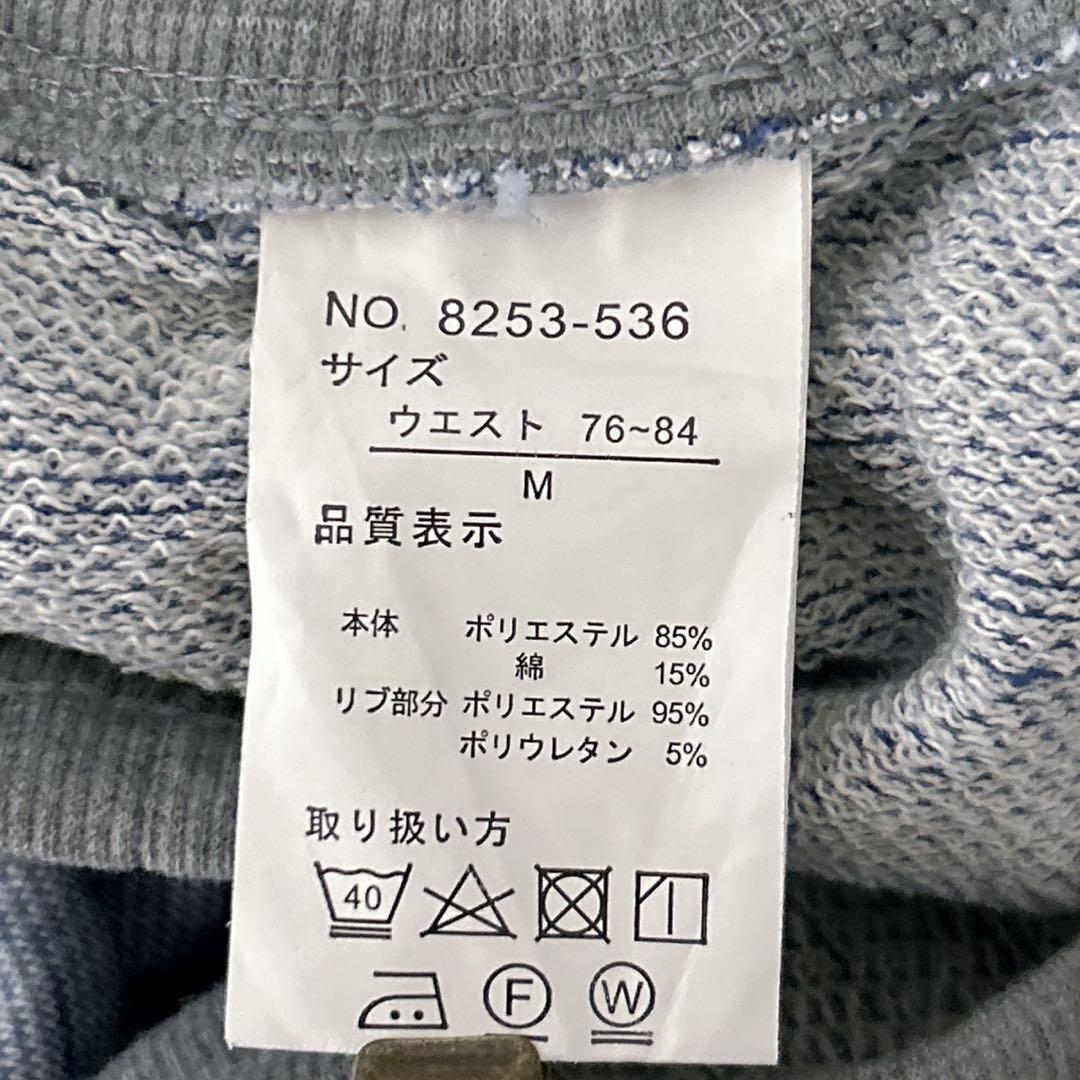 NO. 8253-536
サイズ
ウエスト 76~84
M
品質表示
本体 ポリエステル 85%
綿 15%
リブ部分 ポリエステル 95%
ポリウレタン 5%
取り扱い方
40
F W